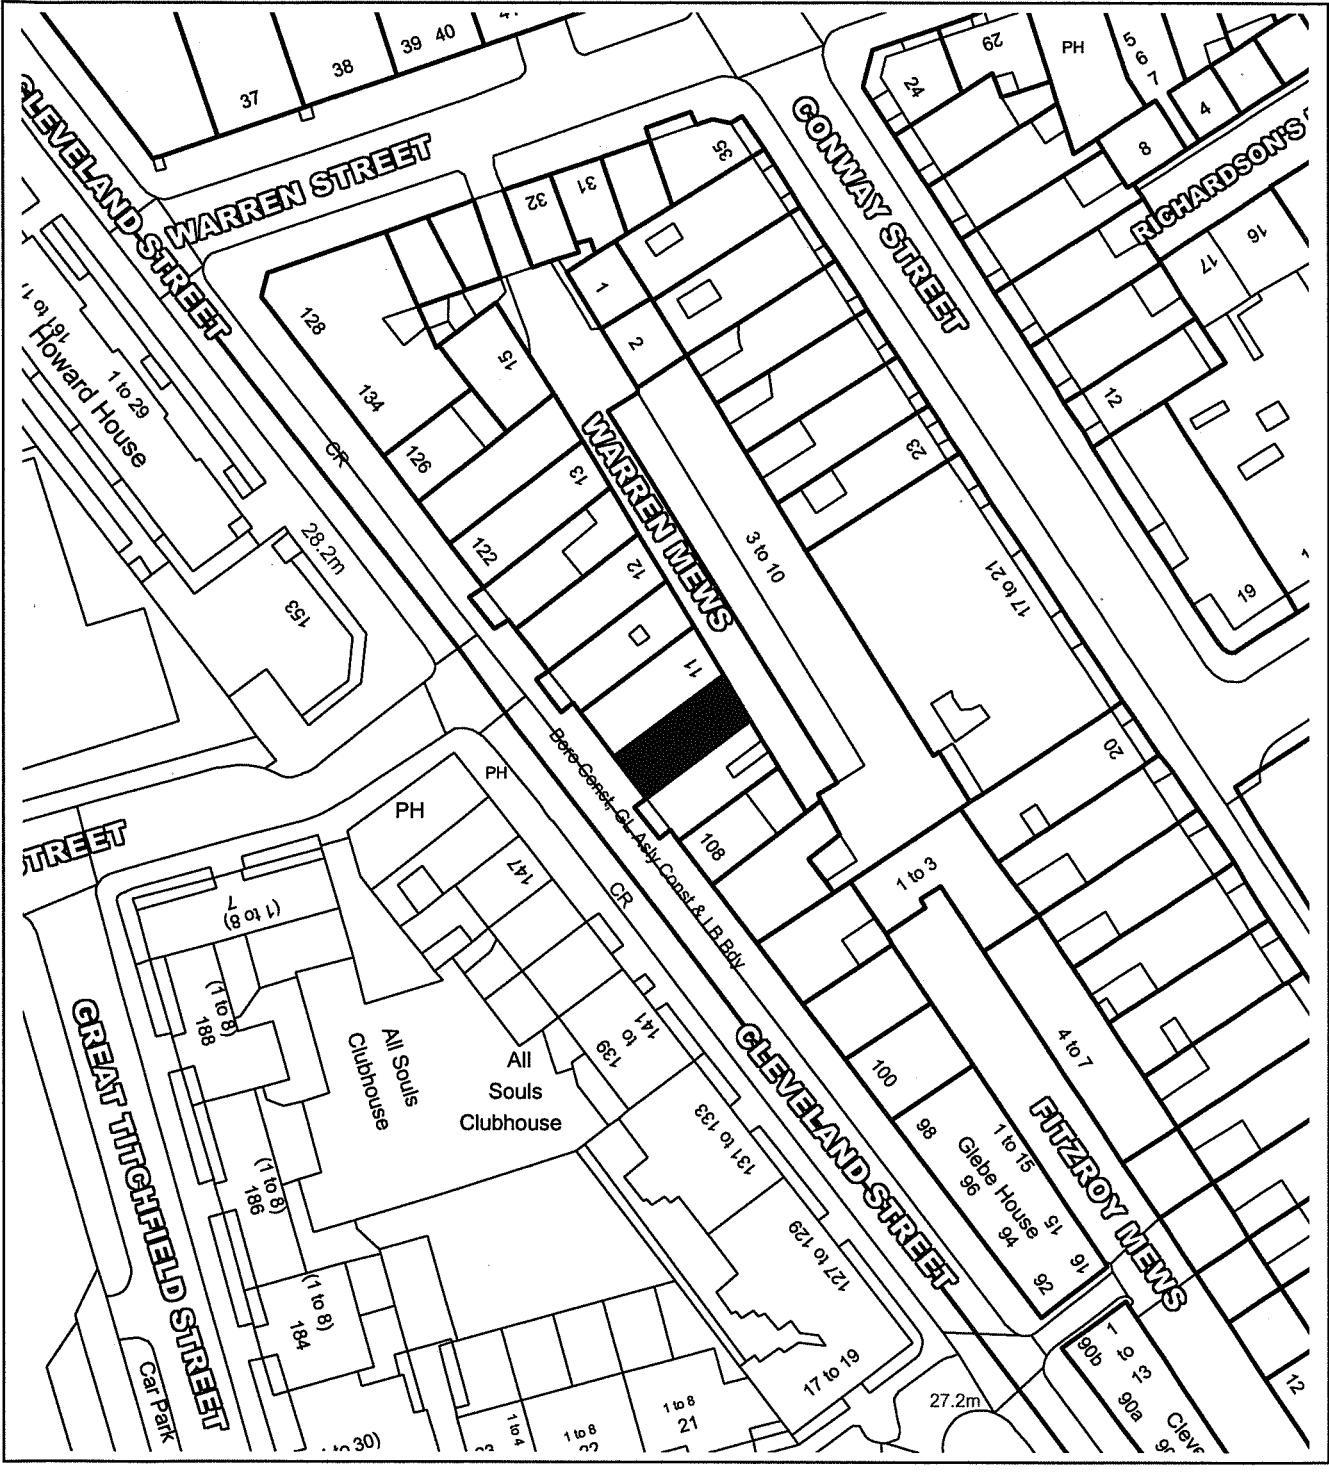 39 40
38
37
29
PH
5
6
7
24
4
8
CLEVELAND STREET
WARREN STREET
CONWAY STREET
RICHARDSON'S
35
31
32
16
17
1
2
128
134
15
126
161 to 1
Howard House
1 to 29
CR
12
23
13
WARREN MEWS
3 to 10
122
28.2m
12
17 to 21
19
153
11
20
Boro Const, GL Asly Const & LB Bdy
PH
PH
STREET
108
147
CR
1 to 3
7
(1 to 8)
(1 to 8)
188
All Souls
Clubhouse
All
Souls
Clubhouse
139
to
141
CLEVELAND STREET
4 to 7
100
98
1 to 15
Glebe House
96
94
92
15
16
FITZROY MEWS
GREAT TITCHFIELD STREET
131 to 133
(1 to 8)
186
127 to 129
(1 to 8)
184
Car Park
17 to 19
27.2m
1
to
13
90b
90a
Cleve
12
1 to 8
21
1 to 8
22
1 to 4
to 30)